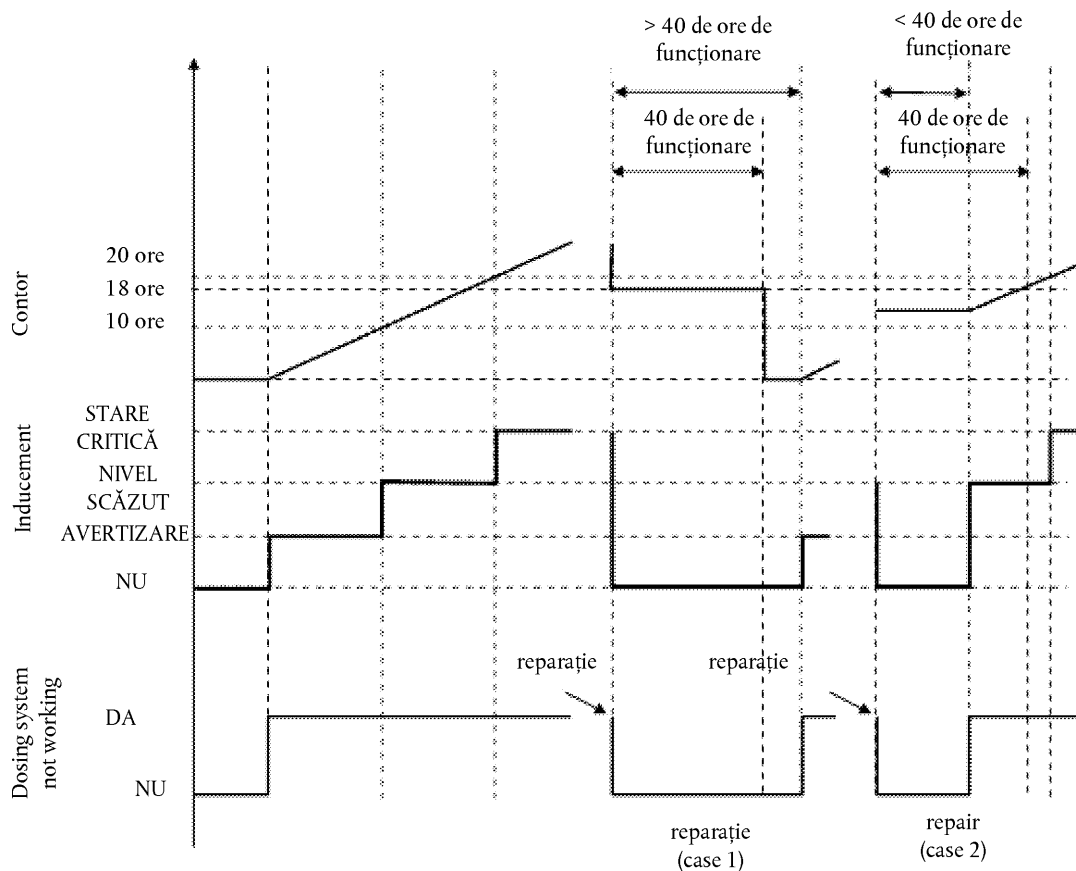 > 40 de ore de
funcționare
< 40 de ore de
funcționare
40 de ore de
funcționare
40 de ore de
funcționare
Contor
20 ore
18 ore
10 ore
Inducement
STARE
CRITICĂ
NIVEL
SCĂZUT
AVERTIZARE
NU
Dosing system
not working
reparație
reparație
DA
NU
reparație
(case 1)
repair
(case 2)